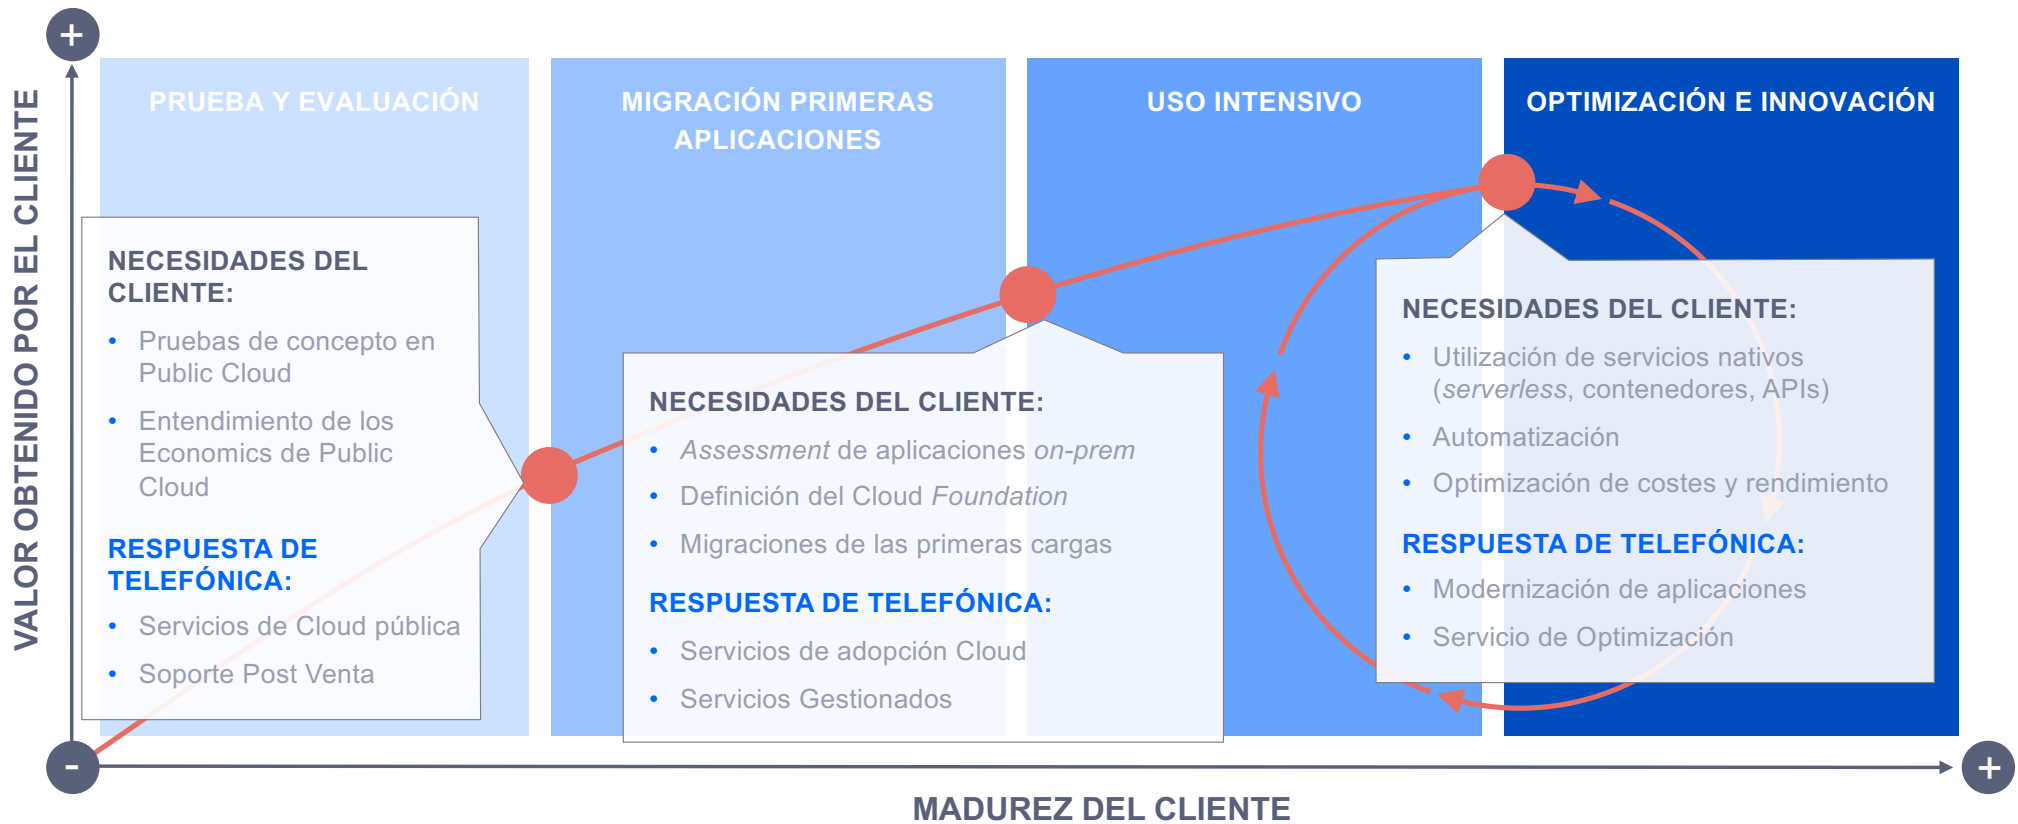 +
VALOR OBTENIDO POR EL CLIENTE
PRUEBA Y EVALUACIÓN
NECESIDADES DEL
CLIENTE:
• Pruebas de concepto en
Public Cloud
• Entendimiento de los
Economics de Public
Cloud
RESPUESTA DE
TELEFÓNICA:
• Servicios de Cloud pública
• Soporte Post Venta
MIGRACIÓN PRIMERAS
APLICACIONES
NECESIDADES DEL CLIENTE:
• Assessment de aplicaciones on-prem
• Definición del Cloud Foundation
• Migraciones de las primeras cargas
RESPUESTA DE TELEFÓNICA:
• Servicios de adopción Cloud
• Servicios Gestionados
USO INTENSIVO
OPTIMIZACIÓN E INNOVACIÓN
NECESIDADES DEL CLIENTE:
• Utilización de servicios nativos
(serverless, contenedores, APIs)
• Automatización
• Optimización de costes y rendimiento
RESPUESTA DE TELEFÓNICA:
• Modernización de aplicaciones
• Servicio de Optimización
-
+
MADUREZ DEL CLIENTE